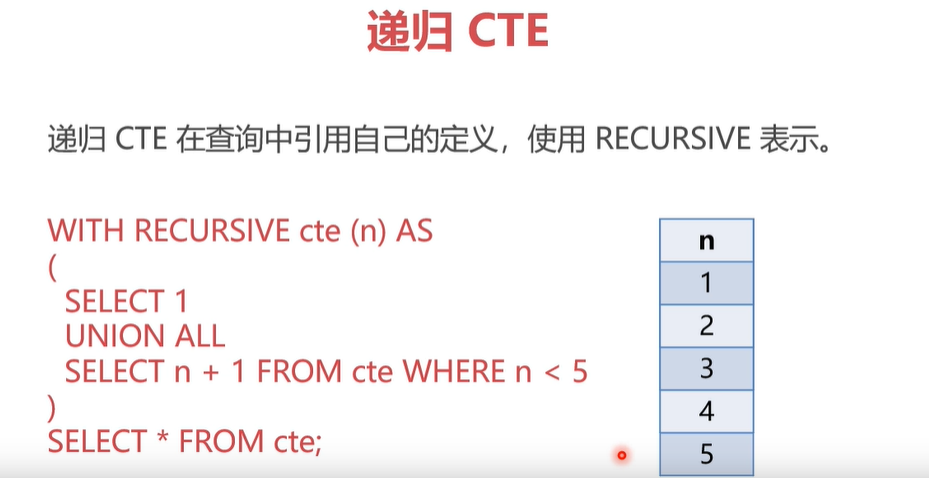 递归 CTE
递归 CTE 在查询中引用自己的定义，使用 RECURSIVE 表示。
WITH RECURSIVE cte (n) AS
(
SELECT 1
UNION ALL
SELECT n + 1 FROM cte WHERE n < 5
)
SELECT * FROM cte;
n
1
2
3
4
5